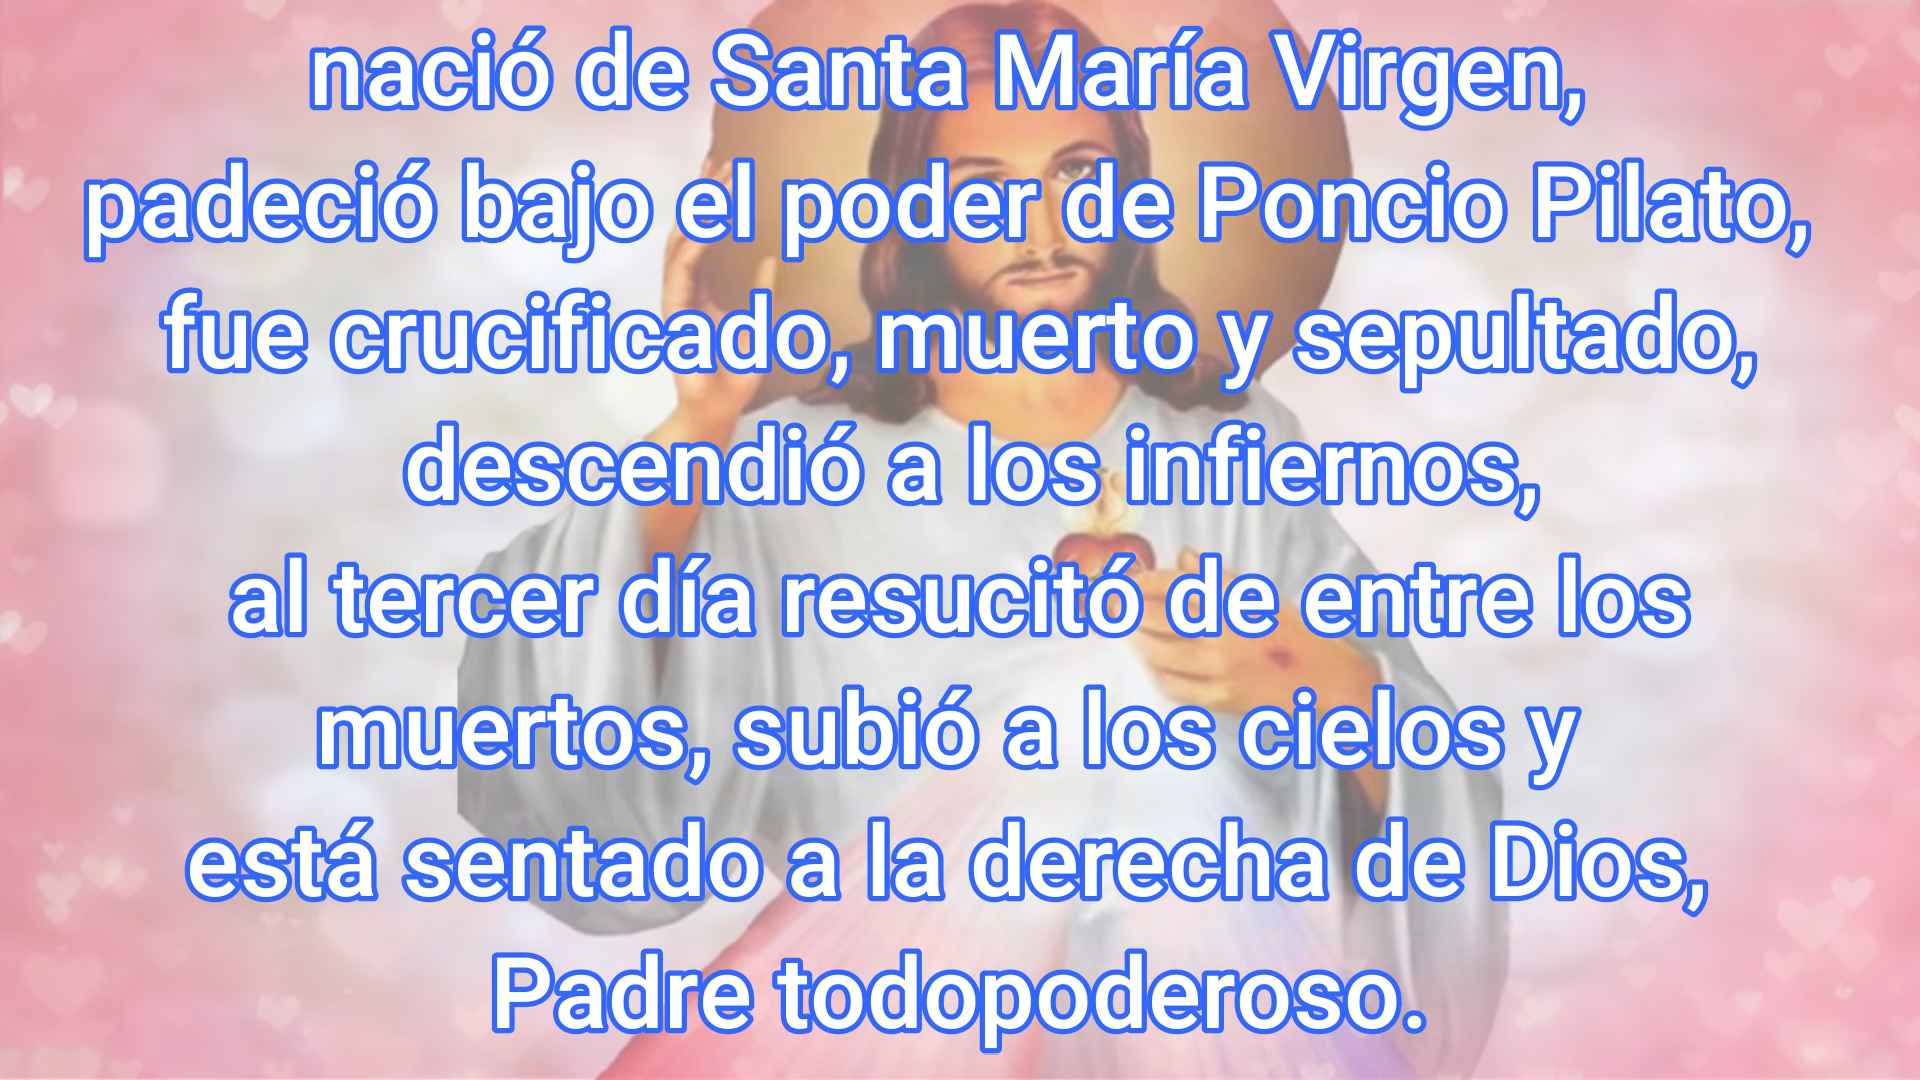 nació de Santa María Virgen,
padeció bajo el poder de Poncio Pilato,
fue crucificado, muerto y sepultado,
descendió a los infiernos,
al tercer día resucitó de entre los
muertos, subió a los cielos y
está sentado a la derecha de Dios,
Padre todopoderoso.